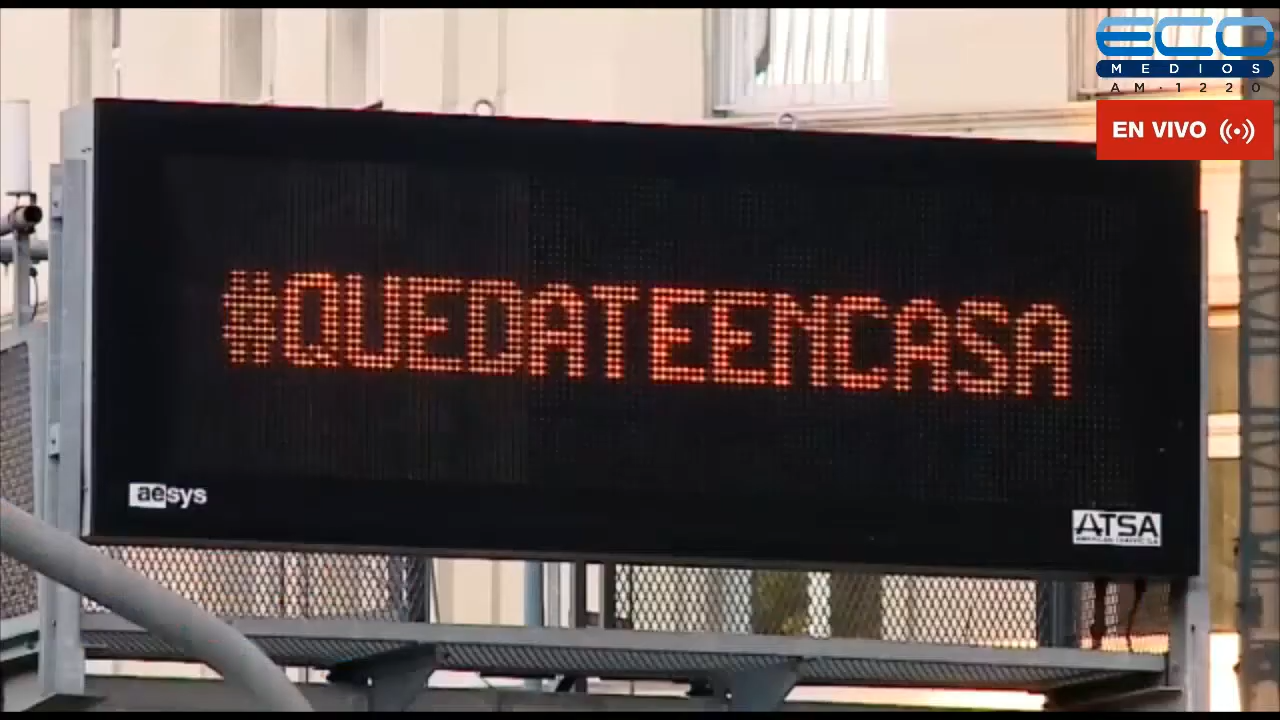 ECO
MEDIOS
AM·1220
EN VIVO
#QUEDATEENCASA
aesys
ATSA